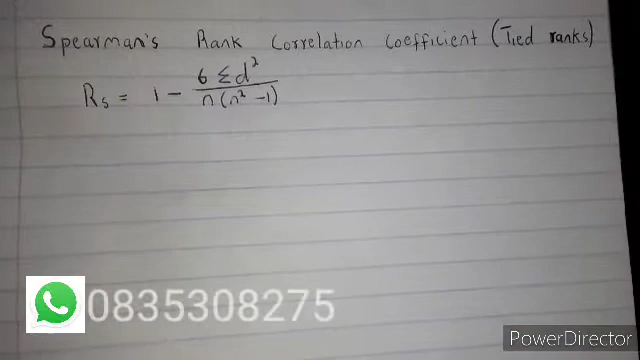 Spearman's Rank Correlation Coefficient (Tied ranks)
Rs = 1 - 6 Σd² / n(n² - 1)
0835308275
PowerDirector